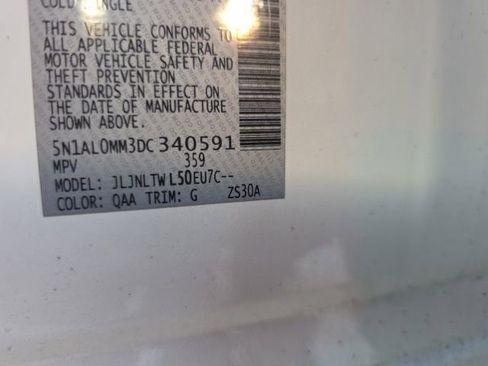 COLD
THIS VEHICLE CONFORMS TO
ALL APPLICABLE FEDERAL
MOTOR VEHICLE SAFETY AND
THEFT PREVENTION
STANDARDS IN EFFECT ON
THE DATE OF MANUFACTURE
SHOWN ABOVE.
5N1AL0MM3DC340591
MPV 359
MODEL: JLJNLTWL50EU7C--
COLOR: QAA TRIM: G ZS30A